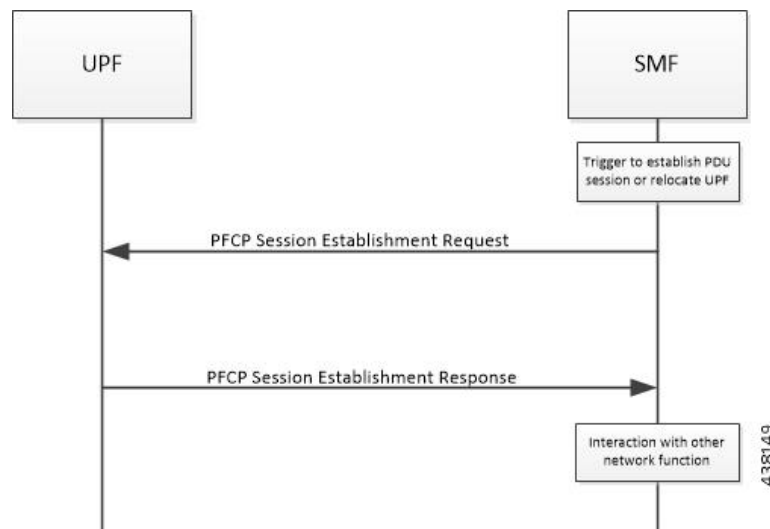 UPF
SMF
Trigger to establish PDU
session or relocate UPF
PFCP Session Establishment Request
PFCP Session Establishment Response
Interaction with other
network function
438149